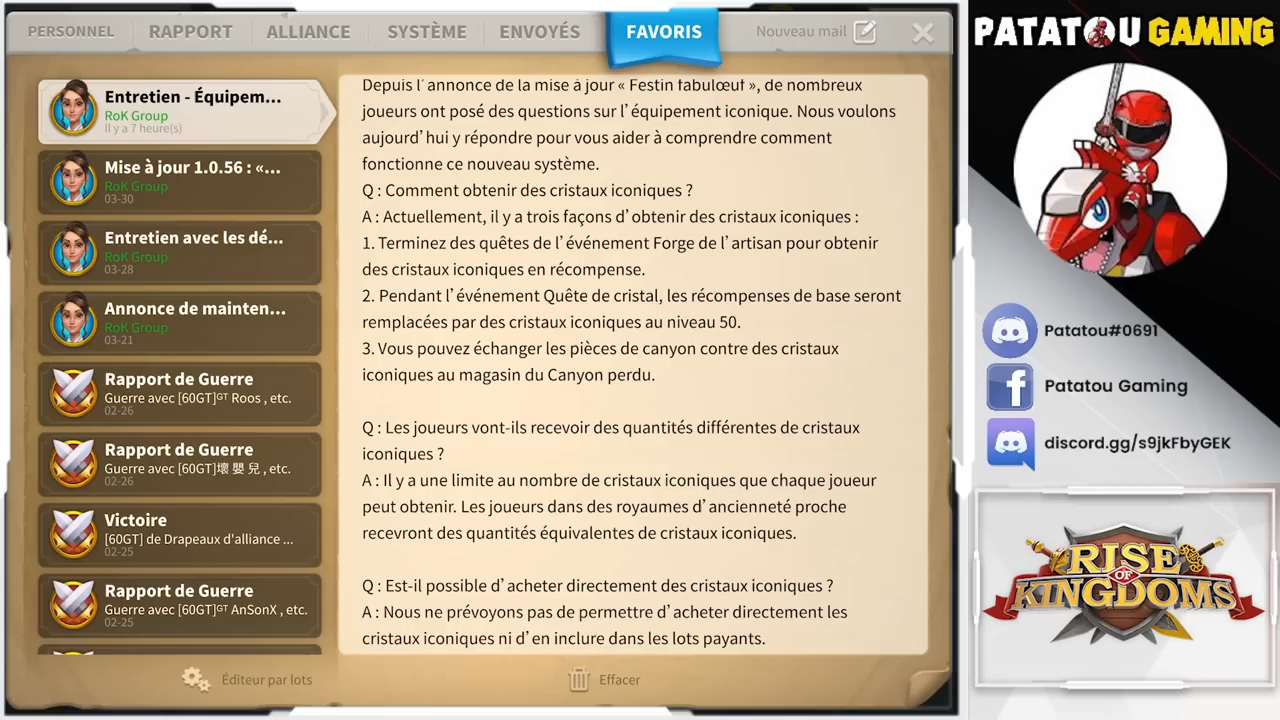 PERSONNEL
RAPPORT
ALLIANCE
SYSTÈME
ENVOYÉS
FAVORIS
Nouveau mail
Entretien - Équipem...
RoK Group
Il y a 7 heure(s)
Mise à jour 1.0.56 : «...
RoK Group
03-30
Entretien avec les dé...
RoK Group
03-28
Annonce de mainten...
RoK Group
03-21
Rapport de Guerre
Guerre avec [60GT]ᴳᵀ Roos , etc.
02-26
Rapport de Guerre
Guerre avec [60GT]壞 嬰 兒 , etc.
02-26
Victoire
[60GT] de Drapeaux d'alliance ...
02-25
Rapport de Guerre
Guerre avec [60GT]ᴳᵀ AnSonX , etc.
02-25
Éditeur par lots
Depuis l'annonce de la mise à jour « Festin fabulœuf », de nombreux
joueurs ont posé des questions sur l'équipement iconique. Nous voulons
aujourd'hui y répondre pour vous aider à comprendre comment
fonctionne ce nouveau système.
Q : Comment obtenir des cristaux iconiques ?
A : Actuellement, il y a trois façons d'obtenir des cristaux iconiques :
1. Terminez des quêtes de l'événement Forge de l'artisan pour obtenir
des cristaux iconiques en récompense.
2. Pendant l'événement Quête de cristal, les récompenses de base seront
remplacées par des cristaux iconiques au niveau 50.
3. Vous pouvez échanger les pièces de canyon contre des cristaux
iconiques au magasin du Canyon perdu.
Q : Les joueurs vont-ils recevoir des quantités différentes de cristaux
iconiques ?
A : Il y a une limite au nombre de cristaux iconiques que chaque joueur
peut obtenir. Les joueurs dans des royaumes d'ancienneté proche
recevront des quantités équivalentes de cristaux iconiques.
Q : Est-il possible d'acheter directement des cristaux iconiques ?
A : Nous ne prévoyons pas de permettre d'acheter directement les
cristaux iconiques ni d'en inclure dans les lots payants.
Effacer
PATATOU GAMING
Patatou#0691
Patatou Gaming
discord.gg/s9jkFbyGEK
RISE
OF
KINGDOMS